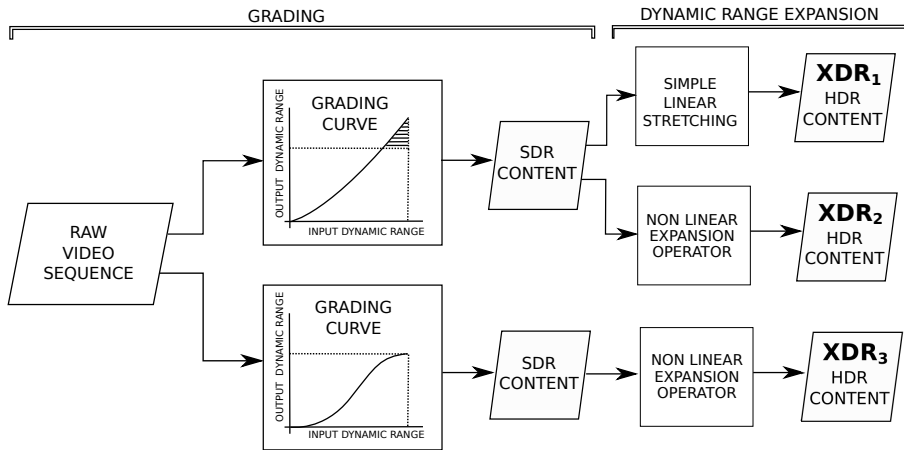 GRADING
DYNAMIC RANGE EXPANSION
GRADING
CURVE
OUTPUT DYNAMIC RANGE
INPUT DYNAMIC RANGE
SDR
CONTENT
SIMPLE
LINEAR
STRETCHING
XDR1
HDR
CONTENT
RAW
VIDEO
SEQUENCE
NON LINEAR
EXPANSION
OPERATOR
XDR2
HDR
CONTENT
GRADING
CURVE
OUTPUT DYNAMIC RANGE
INPUT DYNAMIC RANGE
SDR
CONTENT
NON LINEAR
EXPANSION
OPERATOR
XDR3
HDR
CONTENT